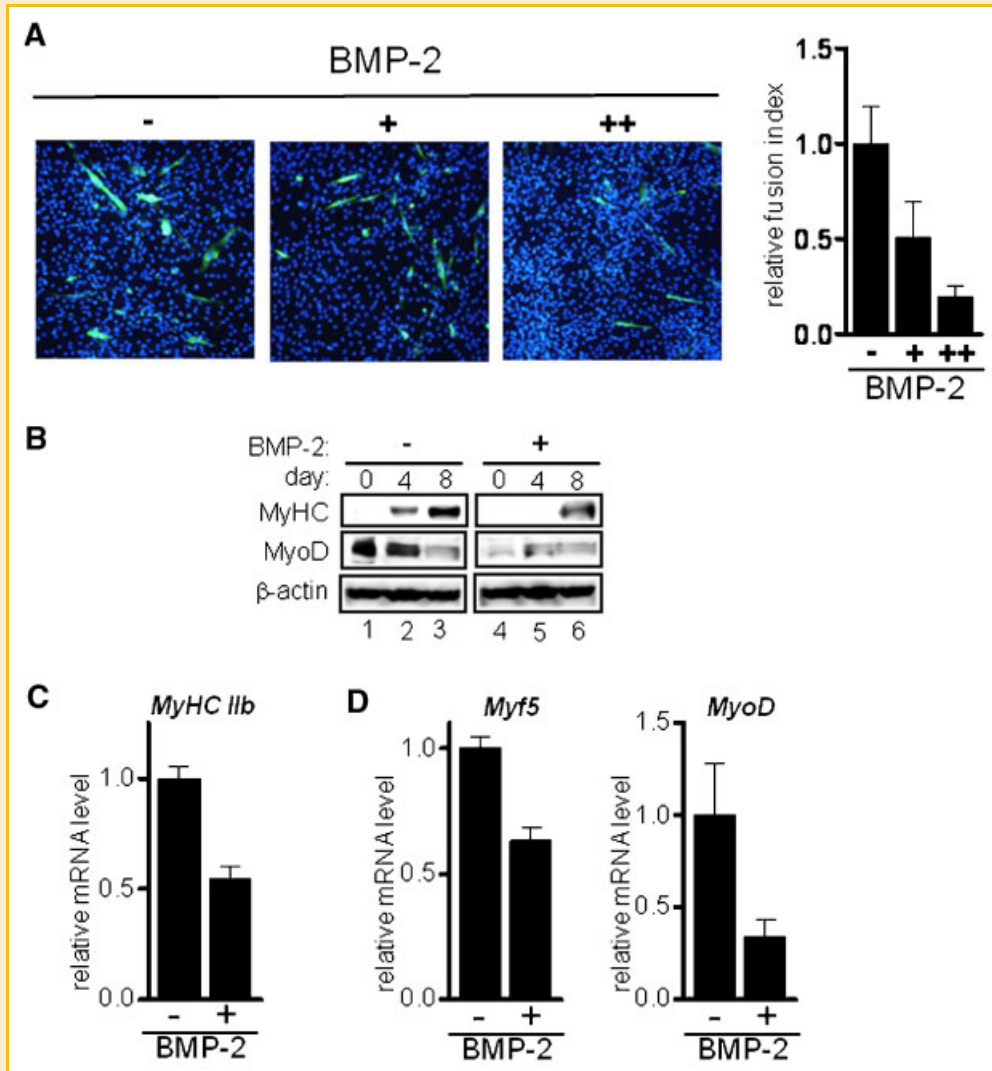 A
BMP-2
- + ++
relative fusion index
1.5
1.0
0.5
0.0
- + ++
BMP-2
B
BMP-2: - +
day: 0 4 8 0 4 8
MyHC
MyoD
β-actin
1 2 3 4 5 6
C
MyHC IIb
relative mRNA level
1.0
0.5
0.0
- +
BMP-2
D
Myf5
relative mRNA level
1.0
0.5
0.0
- +
BMP-2
MyoD
relative mRNA level
1.5
1.0
0.5
0.0
- +
BMP-2